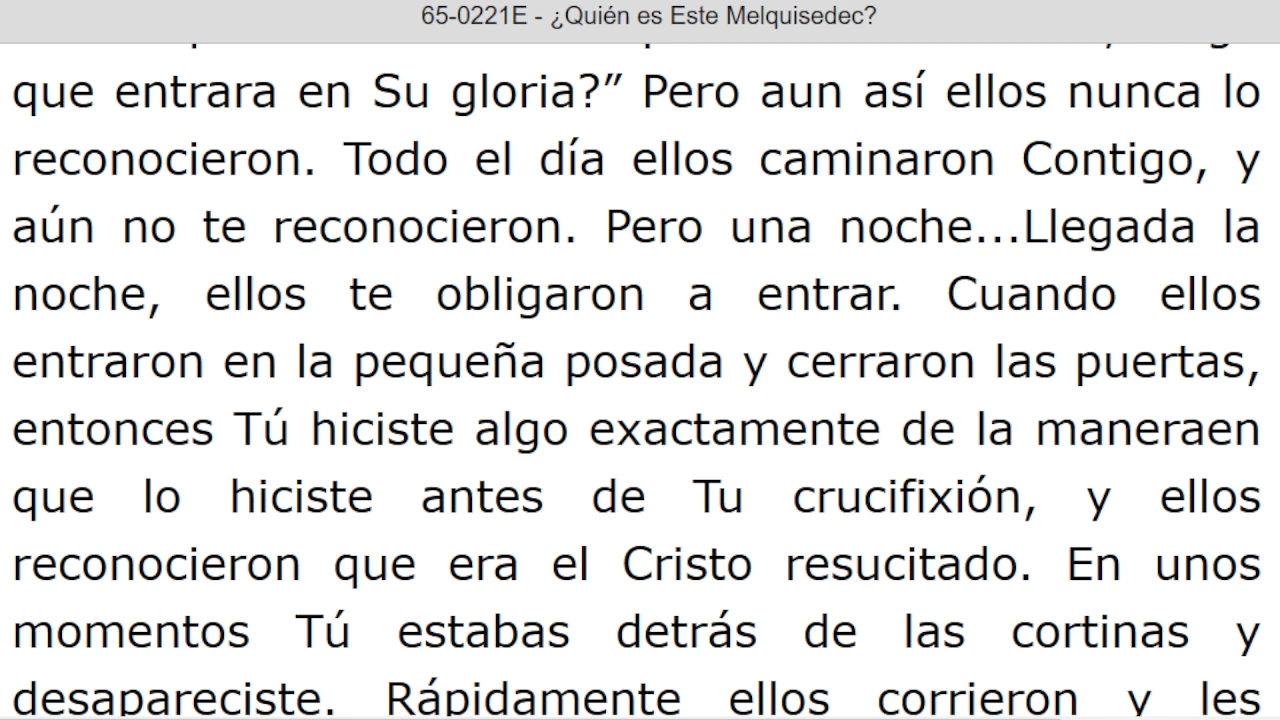 65-0221E - ¿Quién es Este Melquisedec?
que entrara en Su gloria?” Pero aun así ellos nunca lo
reconocieron. Todo el día ellos caminaron Contigo, y
aún no te reconocieron. Pero una noche...Llegada la
noche, ellos te obligaron a entrar. Cuando ellos
entraron en la pequeña posada y cerraron las puertas,
entonces Tú hiciste algo exactamente de la maneraen
que lo hiciste antes de Tu crucifixión, y ellos
reconocieron que era el Cristo resucitado. En unos
momentos Tú estabas detrás de las cortinas y
desapareciste. Rápidamente ellos corrieron y les